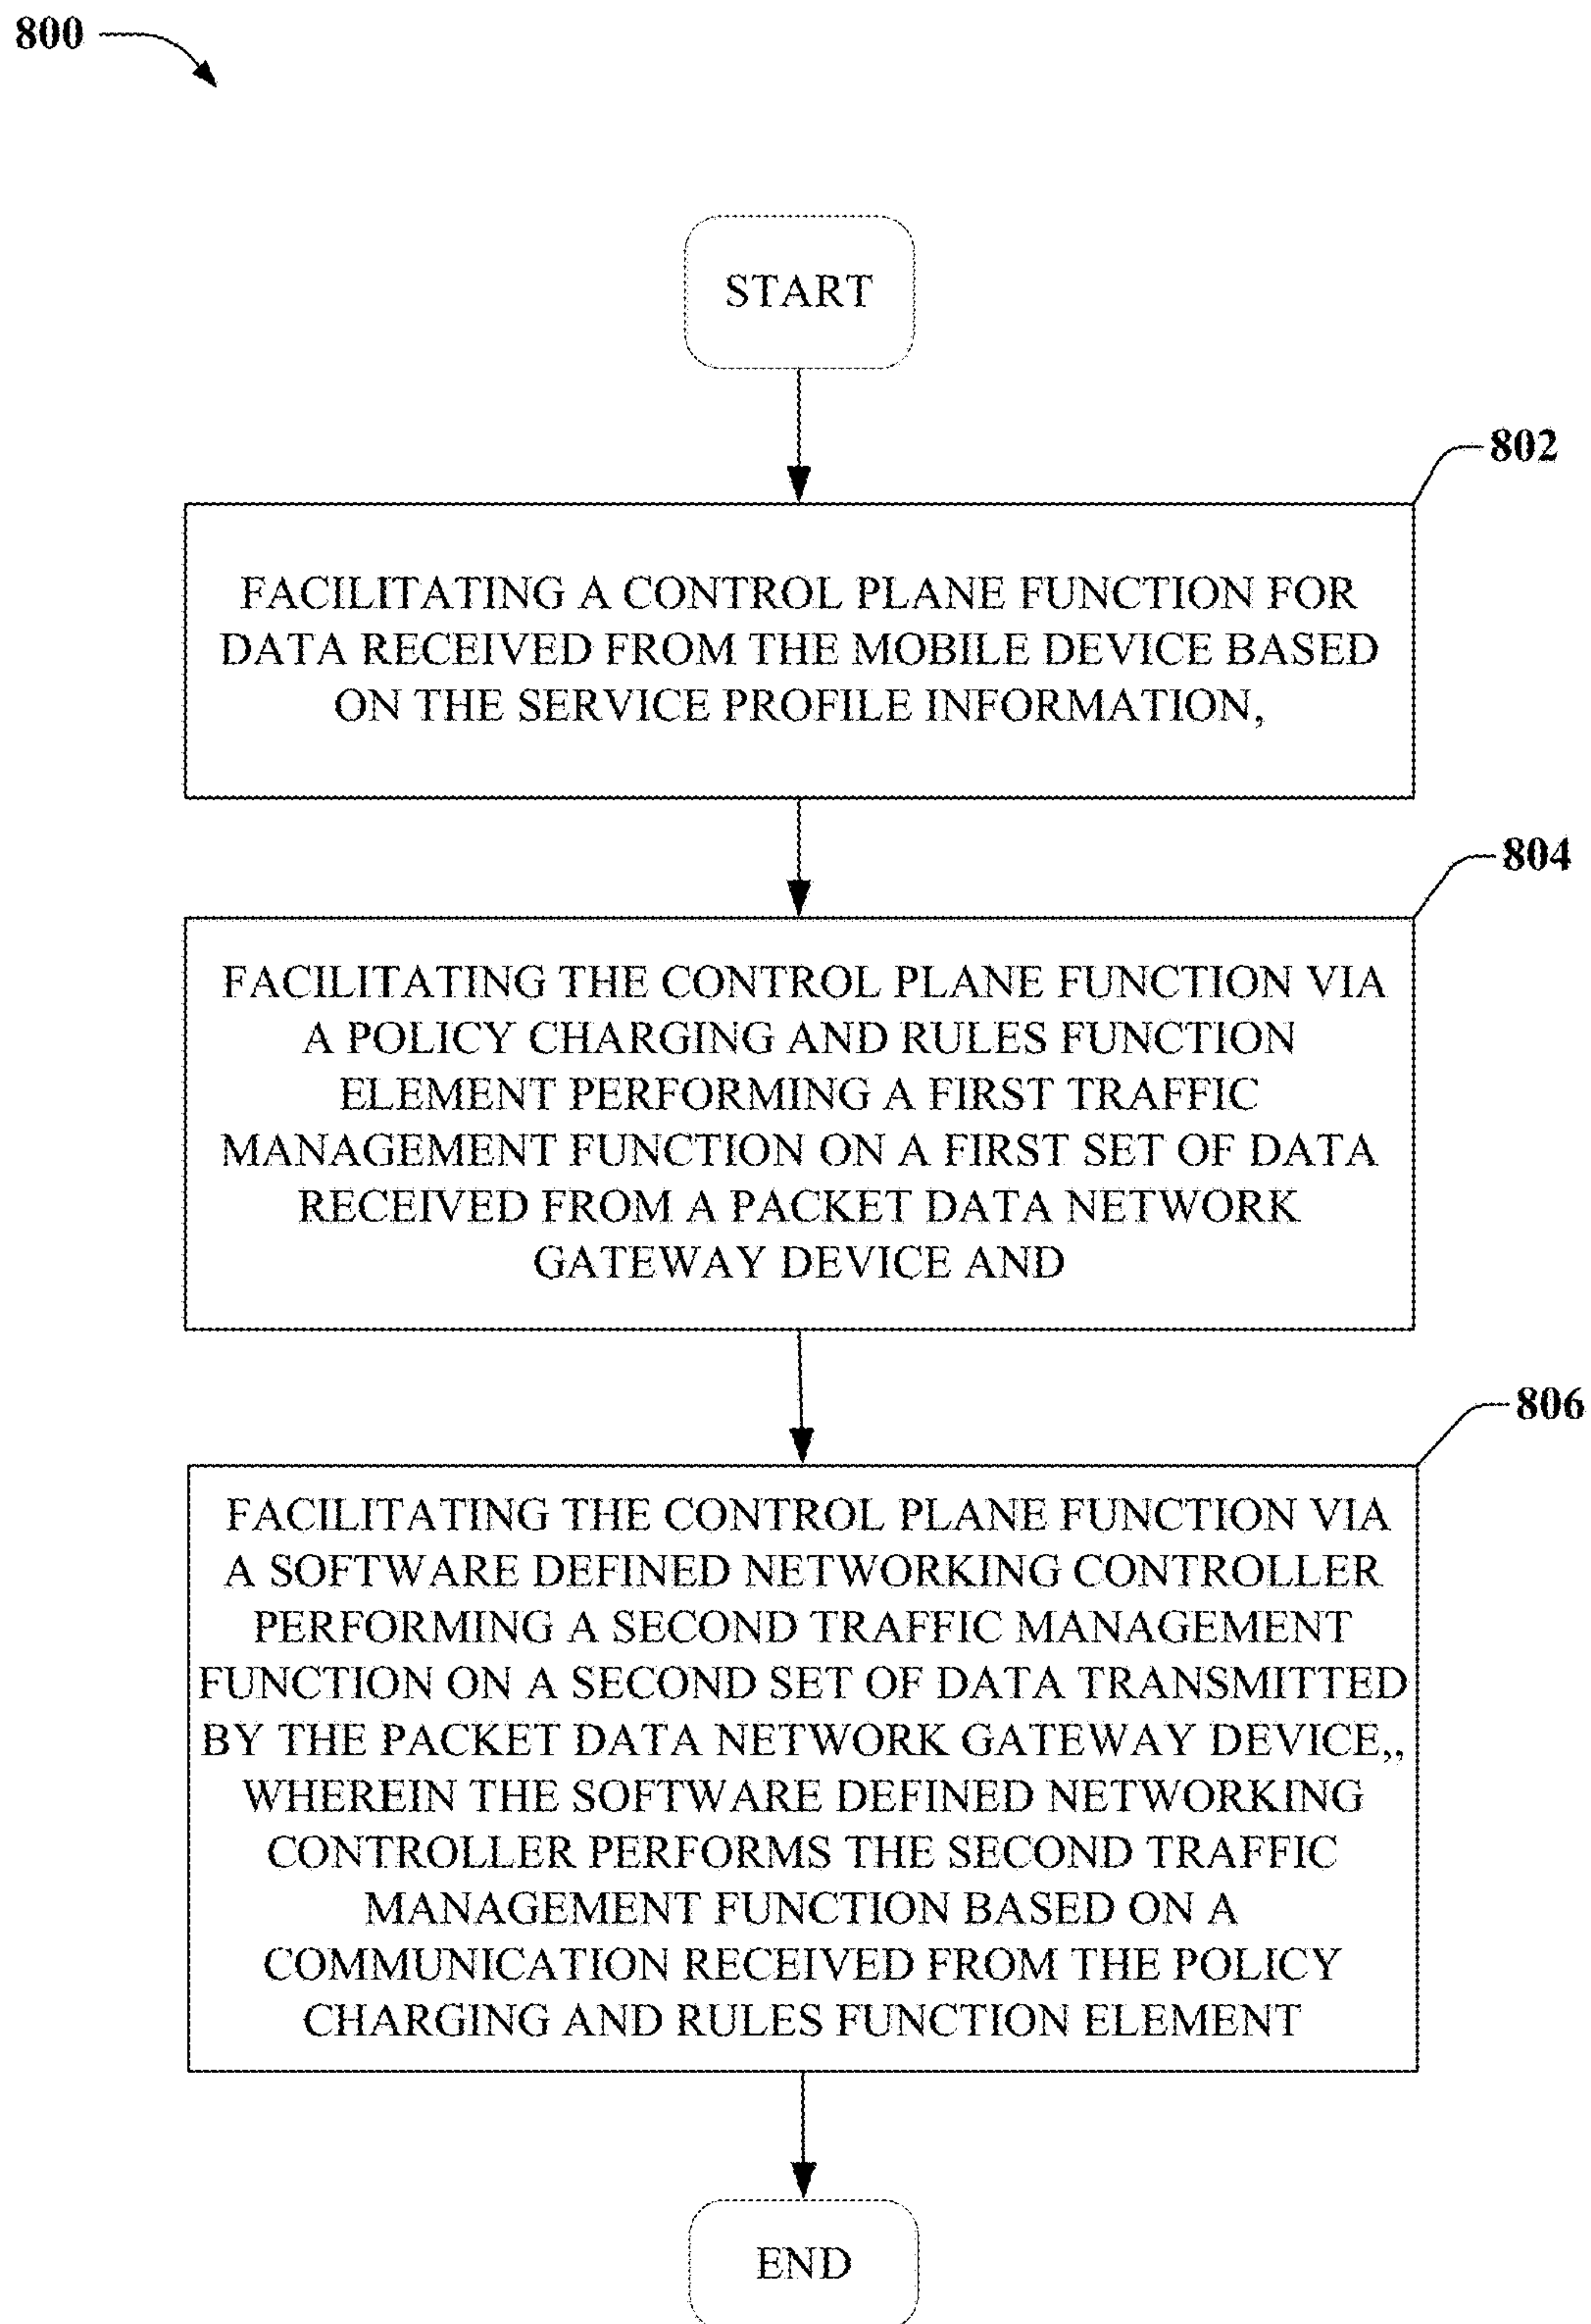 800
START
802
FACILITATING A CONTROL PLANE FUNCTION FOR
DATA RECEIVED FROM THE MOBILE DEVICE BASED
ON THE SERVICE PROFILE INFORMATION,
804
FACILITATING THE CONTROL PLANE FUNCTION VIA
A POLICY CHARGING AND RULES FUNCTION
ELEMENT PERFORMING A FIRST TRAFFIC
MANAGEMENT FUNCTION ON A FIRST SET OF DATA
RECEIVED FROM A PACKET DATA NETWORK
GATEWAY DEVICE AND
806
FACILITATING THE CONTROL PLANE FUNCTION VIA
A SOFTWARE DEFINED NETWORKING CONTROLLER
PERFORMING A SECOND TRAFFIC MANAGEMENT
FUNCTION ON A SECOND SET OF DATA TRANSMITTED
BY THE PACKET DATA NETWORK GATEWAY DEVICE,,
WHEREIN THE SOFTWARE DEFINED NETWORKING
CONTROLLER PERFORMS THE SECOND TRAFFIC
MANAGEMENT FUNCTION BASED ON A
COMMUNICATION RECEIVED FROM THE POLICY
CHARGING AND RULES FUNCTION ELEMENT
END